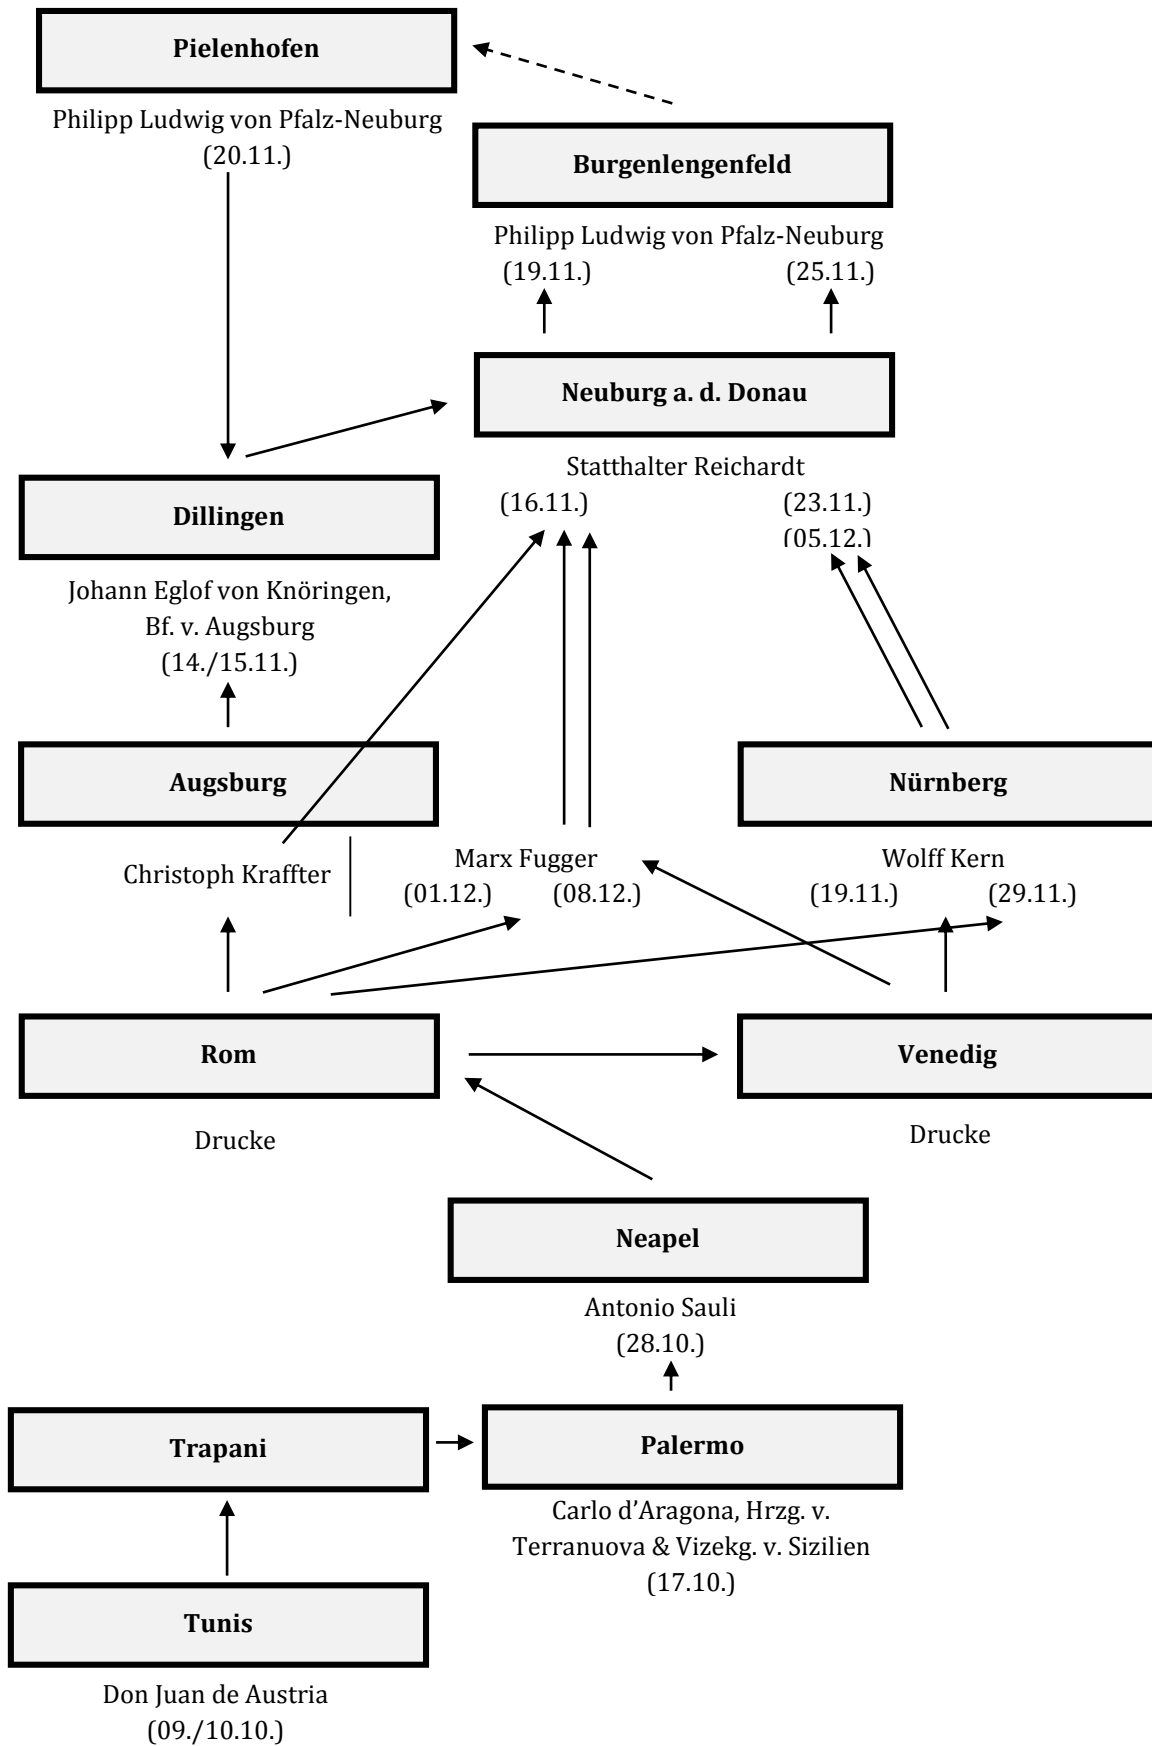 Pielenhofen
Philipp Ludwig von Pfalz-Neuburg
(20.11.)
Burgenlengenfeld
Philipp Ludwig von Pfalz-Neuburg
(19.11.) (25.11.)
Neuburg a. d. Donau
Statthalter Reichardt
(16.11.) (23.11.)
(05.12.)
Dillingen
Johann Eglof von Knöringen,
Bf. v. Augsburg
(14./15.11.)
Augsburg
Nürnberg
Christoph Kraffter
Marx Fugger
(01.12.) (08.12.)
Wolff Kern
(19.11.) (29.11.)
Rom
Drucke
Venedig
Drucke
Neapel
Antonio Sauli
(28.10.)
Trapani
Palermo
Carlo d’Aragona, Hrzg. v.
Terranuova & Vizekg. v. Sizilien
(17.10.)
Tunis
Don Juan de Austria
(09./10.10.)